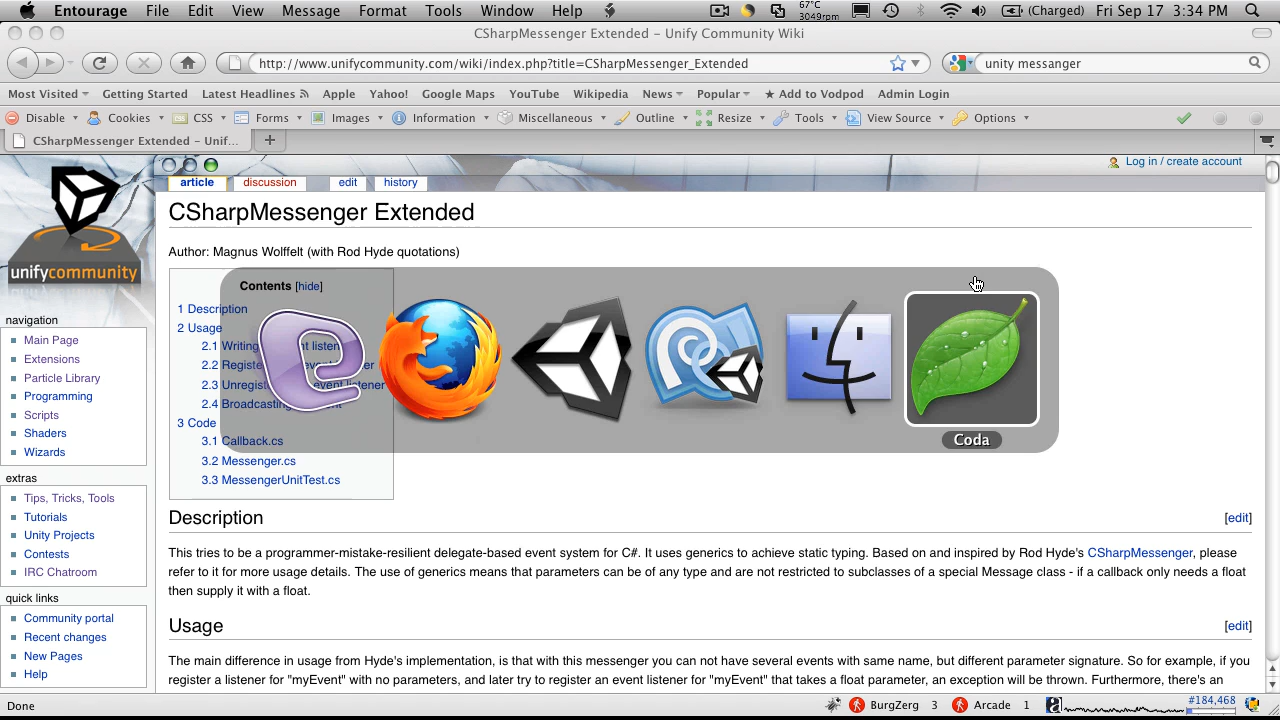 Entourage File Edit View Message Format Tools Window Help 67°C 3049rpm (Charged) Fri Sep 17 3:34 PM
CSharpMessenger Extended – Unify Community Wiki
http://www.unifycommunity.com/wiki/index.php?title=CSharpMessenger_Extended unity messanger
Most Visited Getting Started Latest Headlines Apple Yahoo! Google Maps YouTube Wikipedia News Popular ★ Add to Vodpod Admin Login
Disable Cookies CSS Forms Images Information Miscellaneous Outline Resize Tools View Source Options
CSharpMessenger Extended – Unif...
Log in / create account
article discussion edit history
CSharpMessenger Extended
Author: Magnus Wolffelt (with Rod Hyde quotations)
unifycommunity
navigation
Main Page
Extensions
Particle Library
Programming
Scripts
Shaders
Wizards
extras
Tips, Tricks, Tools
Tutorials
Unity Projects
Contests
IRC Chatroom
quick links
Community portal
Recent changes
New Pages
Help
Contents [hide]
1 Description
2 Usage
2.1 Writing listen
2.2 Regis
2.3 Unregis event listener
2.4 Broadcasting
3 Code
3.1 Callback.cs
3.2 Messenger.cs
3.3 MessengerUnitTest.cs
Coda
Description [edit]
This tries to be a programmer-mistake-resilient delegate-based event system for C#. It uses generics to achieve static typing. Based on and inspired by Rod Hyde's CSharpMessenger, please
refer to it for more usage details. The use of generics means that parameters can be of any type and are not restricted to subclasses of a special Message class - if a callback only needs a float
then supply it with a float.
Usage [edit]
The main difference in usage from Hyde's implementation, is that with this messenger you can not have several events with same name, but different parameter signature. So for example, if you
register a listener for "myEvent" with no parameters, and later try to register an event listener for "myEvent" that takes a float parameter, an exception will be thrown. Furthermore, there's an
Done BurgZerg 3 Arcade 1 #184,468